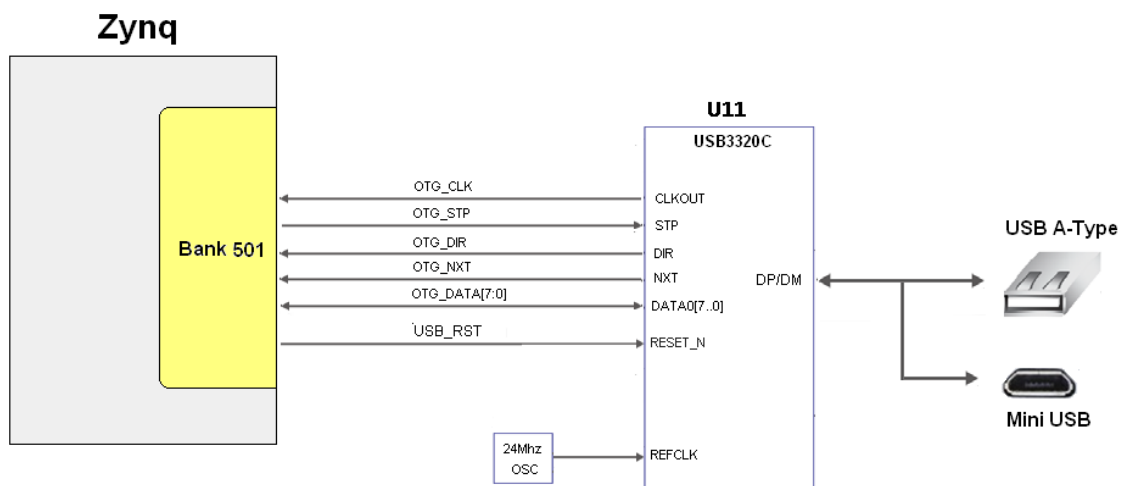 Zynq
U11
USB3320C
OTG_CLK
CLKOUT
OTG_STP
STP
USB A-Type
Bank 501
OTG_DIR
DIR
OTG_NXT
NXT
DP/DM
OTG_DATA[7:0]
DATA0[7..0]
USB_RST
RESET_N
Mini USB
24Mhz
OSC
REFCLK